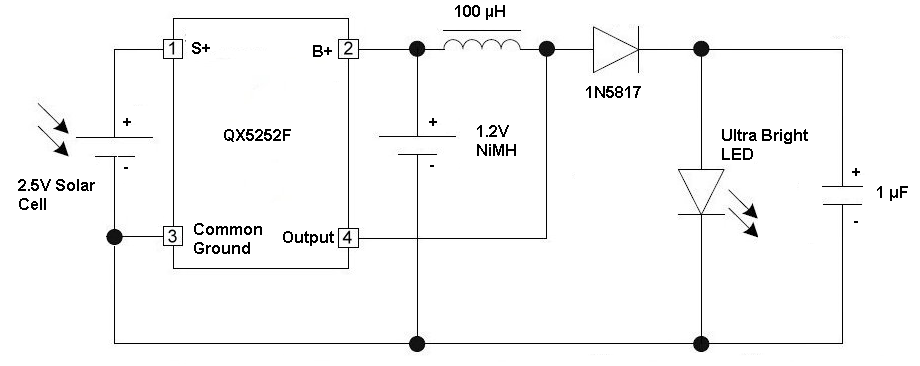 100 µH
1 S+
B+ 2
1N5817
+
QX5252F
+
1.2V
NiMH
-
Ultra Bright
LED
-
2.5V Solar
Cell
+
1 µF
-
3 Common
Ground
Output 4